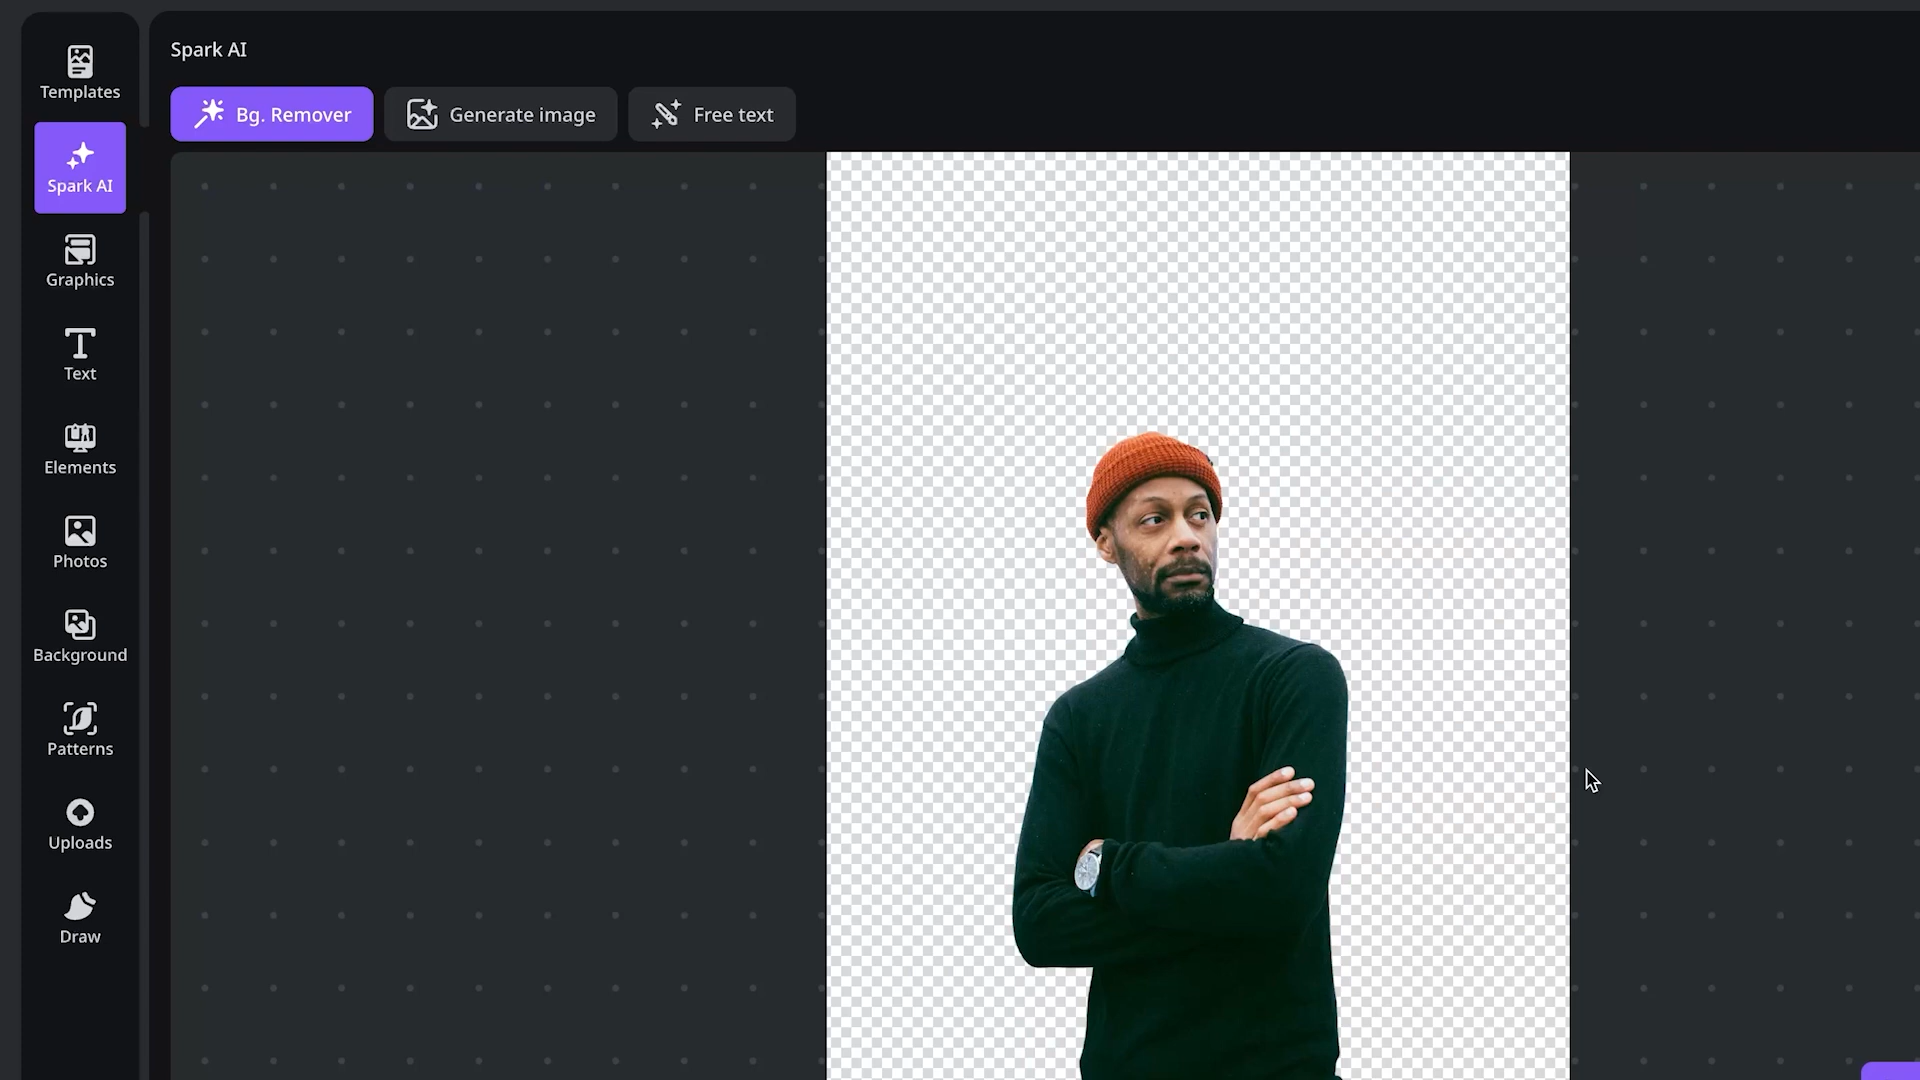 Spark AI
Bg. Remover
Generate image
Free text
Templates
Spark AI
Graphics
Text
Elements
Photos
Background
Patterns
Uploads
Draw